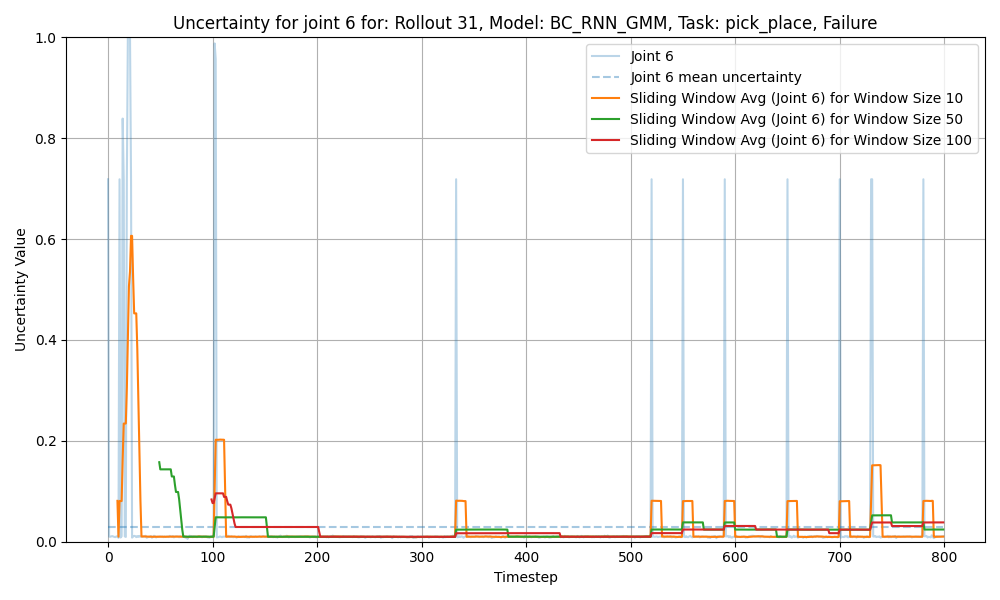 Uncertainty for joint 6 for: Rollout 31, Model: BC_RNN_GMM, Task: pick_place, Failure
Joint 6
Joint 6 mean uncertainty
Sliding Window Avg (Joint 6) for Window Size 10
Sliding Window Avg (Joint 6) for Window Size 50
Sliding Window Avg (Joint 6) for Window Size 100
Uncertainty Value
1.0
0.8
0.6
0.4
0.2
0.0
0 100 200 300 400 500 600 700 800
Timestep